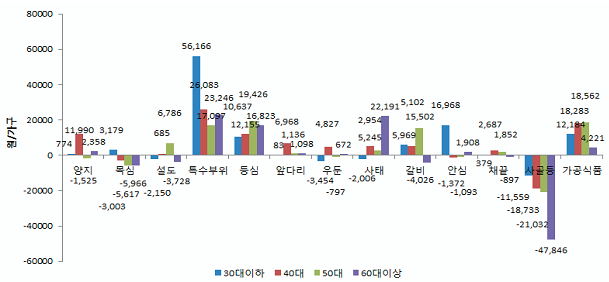 80000
60000
40000
20000
0
-20000
-40000
-60000
원/가구
양지 목심 설도 특수부위 등심 앞다리 우둔 사태 갈비 안심 채끝 사골등 가공식품
774 11,990 -1,525 2,358
3,179 -3,003 -5,617 -5,966
-2,150 685 6,786 -3,728
56,166 26,083 17,097 23,246
10,637 12,155 19,426 16,823
6,968 1,136 1,098
-3,454 4,827 -797 672
-2,006 5,245 2,954 22,191
5,969 5,102 15,502 -4,026
16,968 -1,372 -1,093 1,908
379 2,687 1,852 -897
-11,559 -18,733 -21,032 -47,846
12,184 18,283 18,562 4,221
30대이하 40대 50대 60대이상